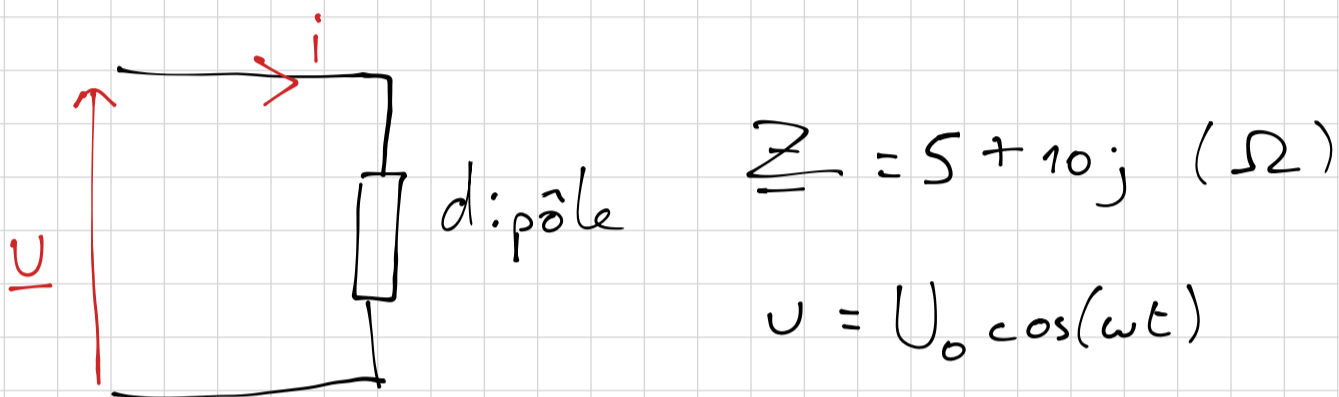 i
U
dipôle
Z = 5 + 10j (Ω)
u = U₀ cos(ωt)